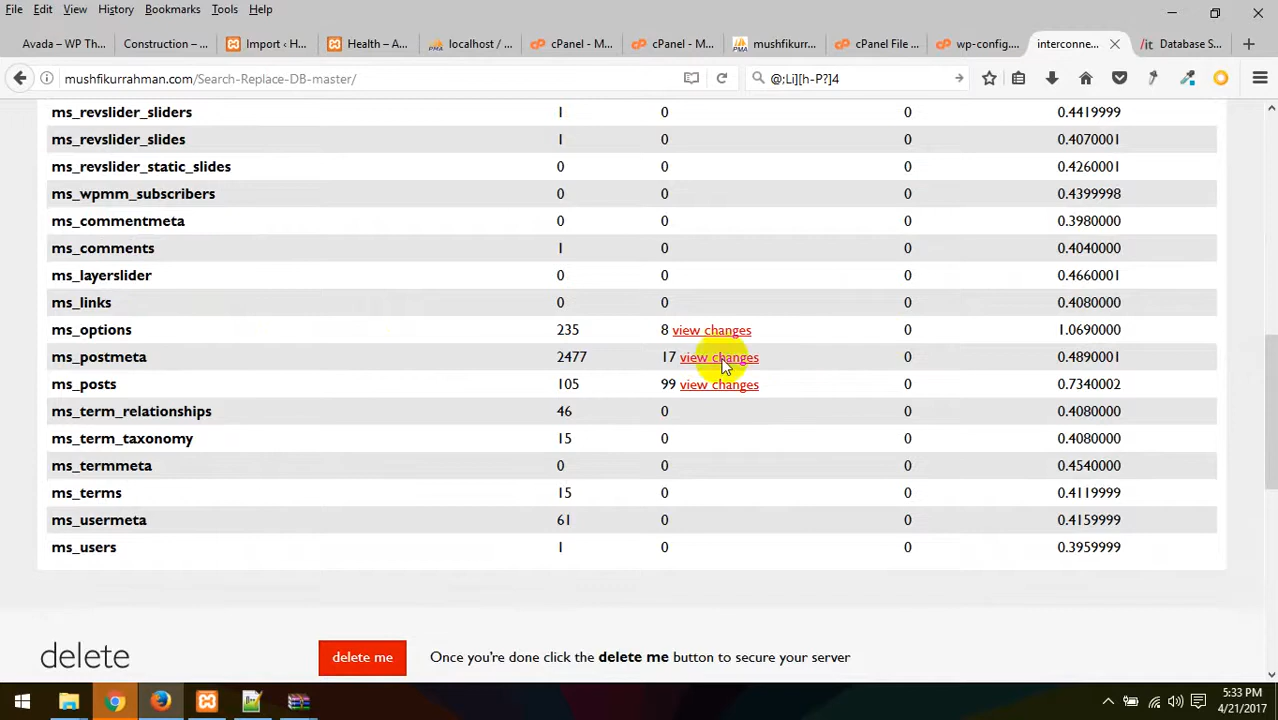 File Edit View History Bookmarks Tools Help
Avada – WP Th... Construction – ... Import ‹ H... Health – A... localhost / ... cPanel - M... cPanel - M... mushfikurr... cPanel File ... wp-config.... interconne... /it Database S...
mushfikurrahman.com/Search-Replace-DB-master/ @;Li][h-P?]4
ms_revslider_sliders 1 0 0 0.4419999
ms_revslider_slides 1 0 0 0.4070001
ms_revslider_static_slides 0 0 0 0.4260001
ms_wpmm_subscribers 0 0 0 0.4399998
ms_commentmeta 0 0 0 0.3980000
ms_comments 1 0 0 0.4040000
ms_layerslider 0 0 0 0.4660001
ms_links 0 0 0 0.4080000
ms_options 235 8 view changes 0 1.0690000
ms_postmeta 2477 17 view changes 0 0.4890001
ms_posts 105 99 view changes 0 0.7340002
ms_term_relationships 46 0 0 0.4080000
ms_term_taxonomy 15 0 0 0.4080000
ms_termmeta 0 0 0 0.4540000
ms_terms 15 0 0 0.4119999
ms_usermeta 61 0 0 0.4159999
ms_users 1 0 0 0.3959999
delete delete me Once you're done click the delete me button to secure your server
5:33 PM
4/21/2017